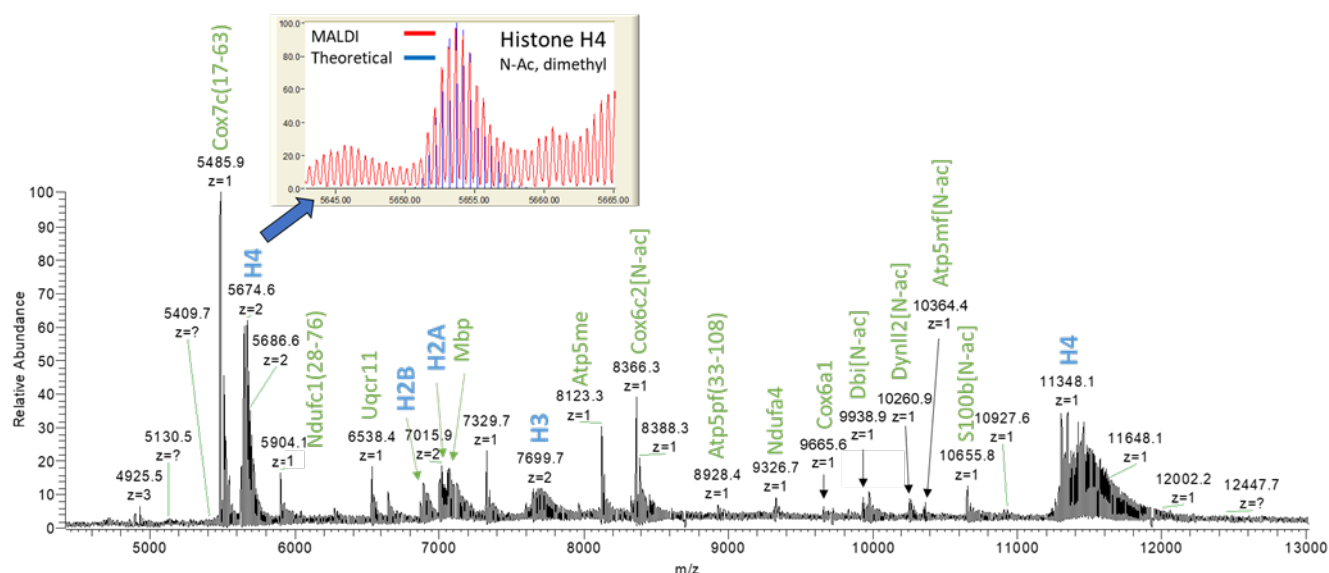 MALDI
Theoretical
Histone H4
N-Ac, dimethyl
100.0
80.0
60.0
40.0
20.0
0.0
5645.00
5650.00
5655.00
5660.00
5665.00
Relative Abundance
100
90
80
70
60
50
40
30
20
10
0
Cox7c(17-63)
5485.9
z=1
H4
5674.6
z=2
5409.7
z=?
5686.6
z=2
5130.5
z=?
4925.5
z=3
5904.1
z=1
Ndufc1(28-76)
Uqcr11
6538.4
z=1
H2B
H2A
7015.9
z=2
Mbp
7329.7
z=1
H3
7699.7
z=2
Atp5me
8123.3
z=1
Cox6c2[N-ac]
8366.3
z=1
8388.3
z=1
Atp5pf(33-108)
8928.4
z=1
Ndufa4
9326.7
z=1
Cox6a1
9665.6
z=1
Dbi[N-ac]
9938.9
z=1
Dynll2[N-ac]
10260.9
z=1
Atp5mf[N-ac]
10364.4
z=1
S100b[N-ac]
10655.8
z=1
10927.6
z=1
H4
11348.1
z=1
11648.1
z=1
12002.2
z=1
12447.7
z=?
5000
6000
7000
8000
9000
10000
11000
12000
13000
m/z